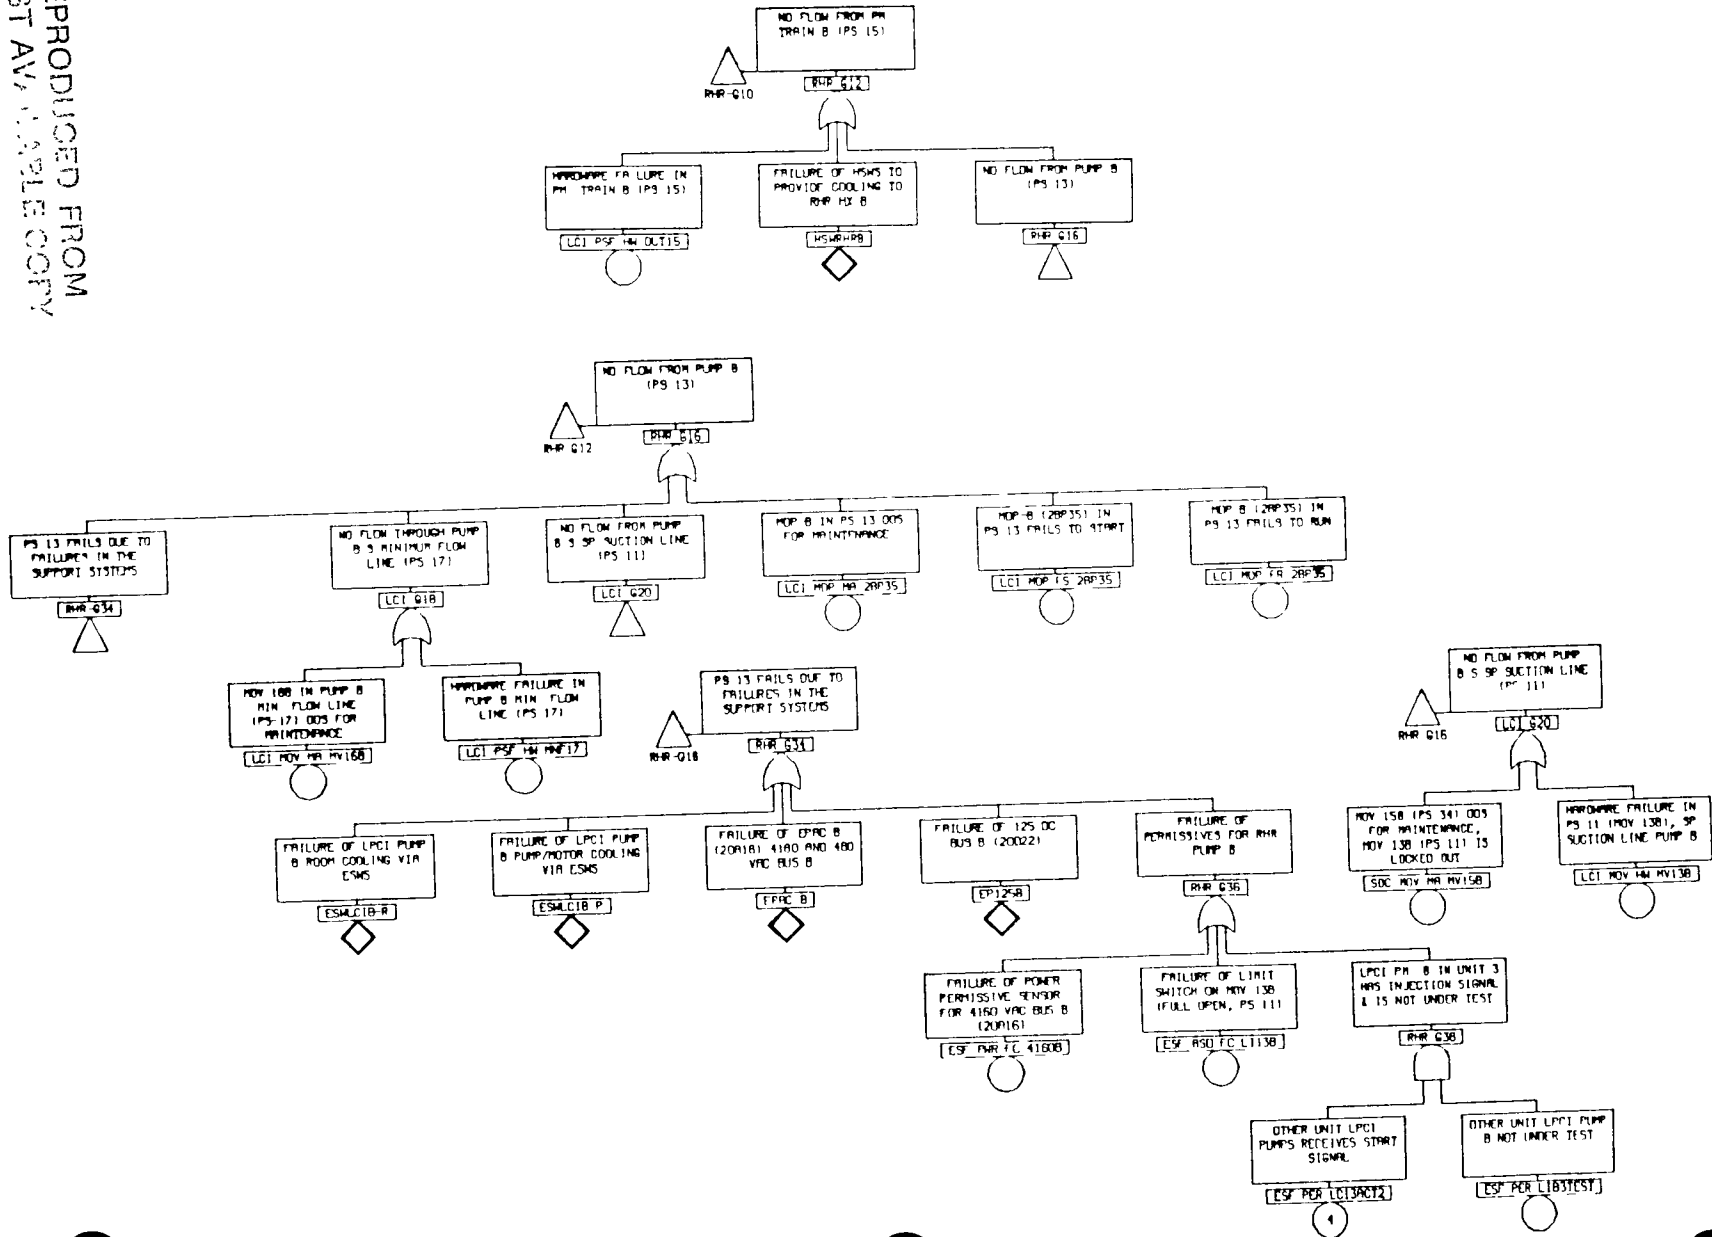 EPRODUCED FROM
ST AV COPY
NO FLOW FROM PM
TRAIN B (PS 15)
RHR-G10
RHR G12
HARDWARE FA LURE IN
PM TRAIN B (PS 15)
LCI PSF HW OUT15
FAILURE OF HSWS TO
PROVIDE COOLING TO
RHR HX B
HSWRHRB
NO FLOW FROM PUMP B
(PS 13)
RHR G16
NO FLOW FROM PUMP B
(PS 13)
RHR G12
RHR G16
PS 13 FAILS DUE TO
FAILURES IN THE
SUPPORT SYSTEMS
RHR-G34
NO FLOW THROUGH PUMP
B S MINIMUM FLOW
LINE (PS 17)
LCI G18
NO FLOW FROM PUMP
B S SP SUCTION LINE
(PS 11)
LCI G20
MDP B IN PS 13 OOS
FOR MAINTENANCE
LCI MDP MA 2BP35
MDP-B (2BP35) IN
PS 13 FAILS TO START
LCI MDP FS 2BP35
MDP B (2BP35) IN
PS 13 FAILS TO RUN
LCI MDP FR 2BP35
MOV 16B IN PUMP B
MIN FLOW LINE
(PS-17) OOS FOR
MAINTENANCE
LCI MOV MA MV16B
HARDWARE FAILURE IN
PUMP B MIN FLOW
LINE (PS 17)
LCI PSF HW MNF17
PS 13 FAILS DUE TO
FAILURES IN THE
SUPPORT SYSTEMS
RHR-G16
RHR G34
NO FLOW FROM PUMP
B S SP SUCTION LINE
(PS 11)
RHR G16
LCI G20
FAILURE OF LPCI PUMP
B ROOM COOLING VIA
ESWS
ESWLCIB-R
FAILURE OF LPCI PUMP
B PUMP/MOTOR COOLING
VIA ESWS
ESWLCIB P
FAILURE OF EPAC B
(20A16) 4160 AND 480
VAC BUS B
EPAC B
FAILURE OF 125 DC
BUS B (20D22)
EP125B
FAILURE OF
PERMISSIVES FOR RHR
PUMP B
RHR G36
MOV 15B (PS 34) OOS
FOR MAINTENANCE,
MOV 13B (PS 11) IS
LOCKED OUT
SDC MOV MA MV15B
HARDWARE FAILURE IN
PS 11 (MOV 13B), SP
SUCTION LINE PUMP B
LCI MOV HW MV13B
FAILURE OF POWER
PERMISSIVE SENSOR
FOR 4160 VAC BUS B
(20A16)
ESF PWR FC 4160B
FAILURE OF LIMIT
SWITCH ON MOV 13B
(FULL OPEN, PS 11)
ESF ASD FC LI13B
LPCI PM B IN UNIT 3
HAS INJECTION SIGNAL
& IS NOT UNDER TEST
RHR G38
OTHER UNIT LPCI
PUMPS RECEIVES START
SIGNAL
ESF PER LCI3ACT2
4
OTHER UNIT LPCI PUMP
B NOT UNDER TEST
ESF PER LIB3TEST